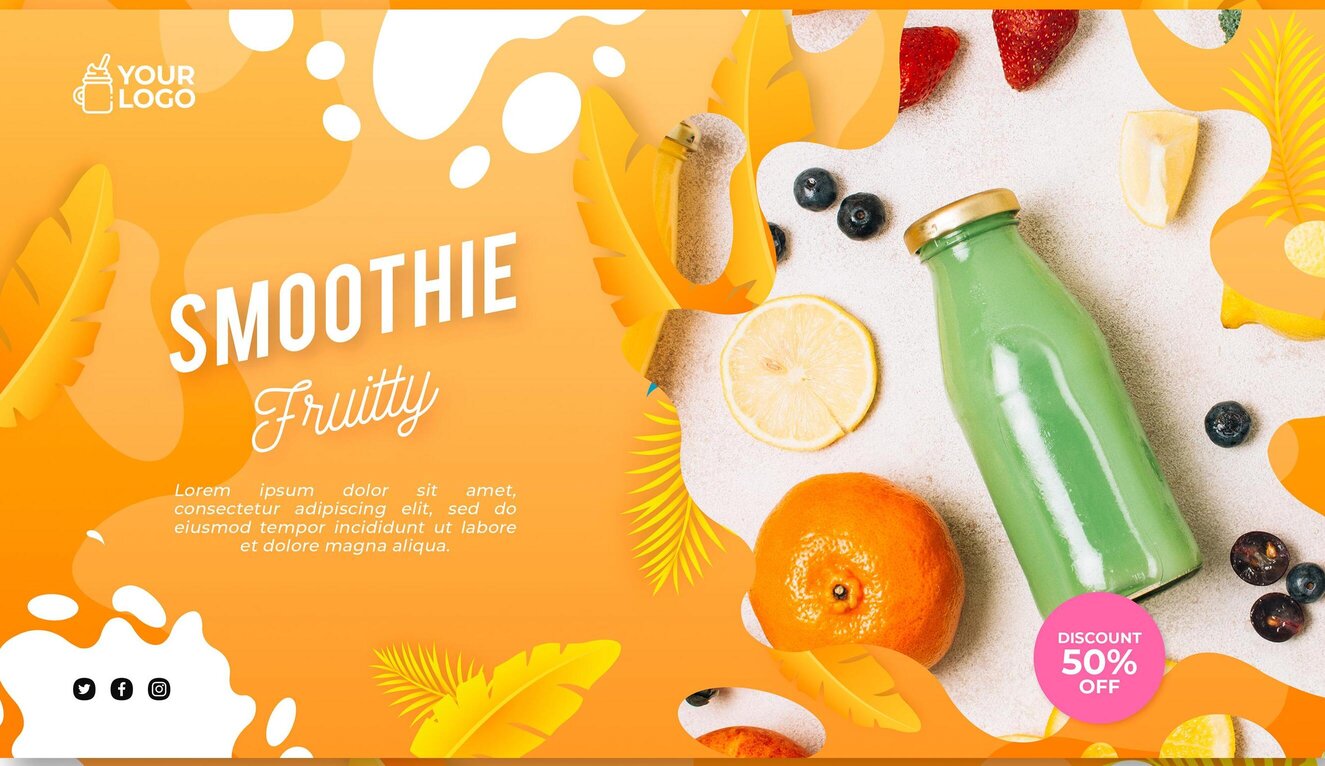 YOUR
LOGO
SMOOTHIE
Fruitty
Lorem ipsum dolor sit amet,
consectetur adipiscing elit, sed do
eiusmod tempor incididunt ut labore
et dolore magna aliqua.
DISCOUNT
50%
OFF